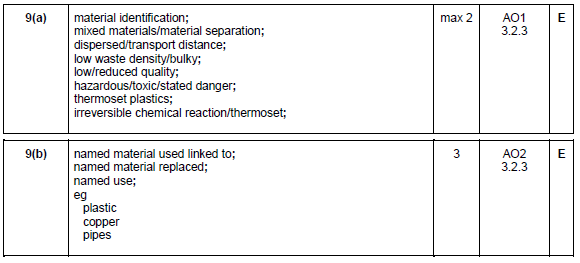 9(a) material identification; max 2 AO1 E
mixed materials/material separation; 3.2.3
dispersed/transport distance;
low waste density/bulky;
low/reduced quality;
hazardous/toxic/stated danger;
thermoset plastics;
irreversible chemical reaction/thermoset;
9(b) named material used linked to; 3 AO2 E
named material replaced; 3.2.3
named use;
eg
plastic
copper
pipes